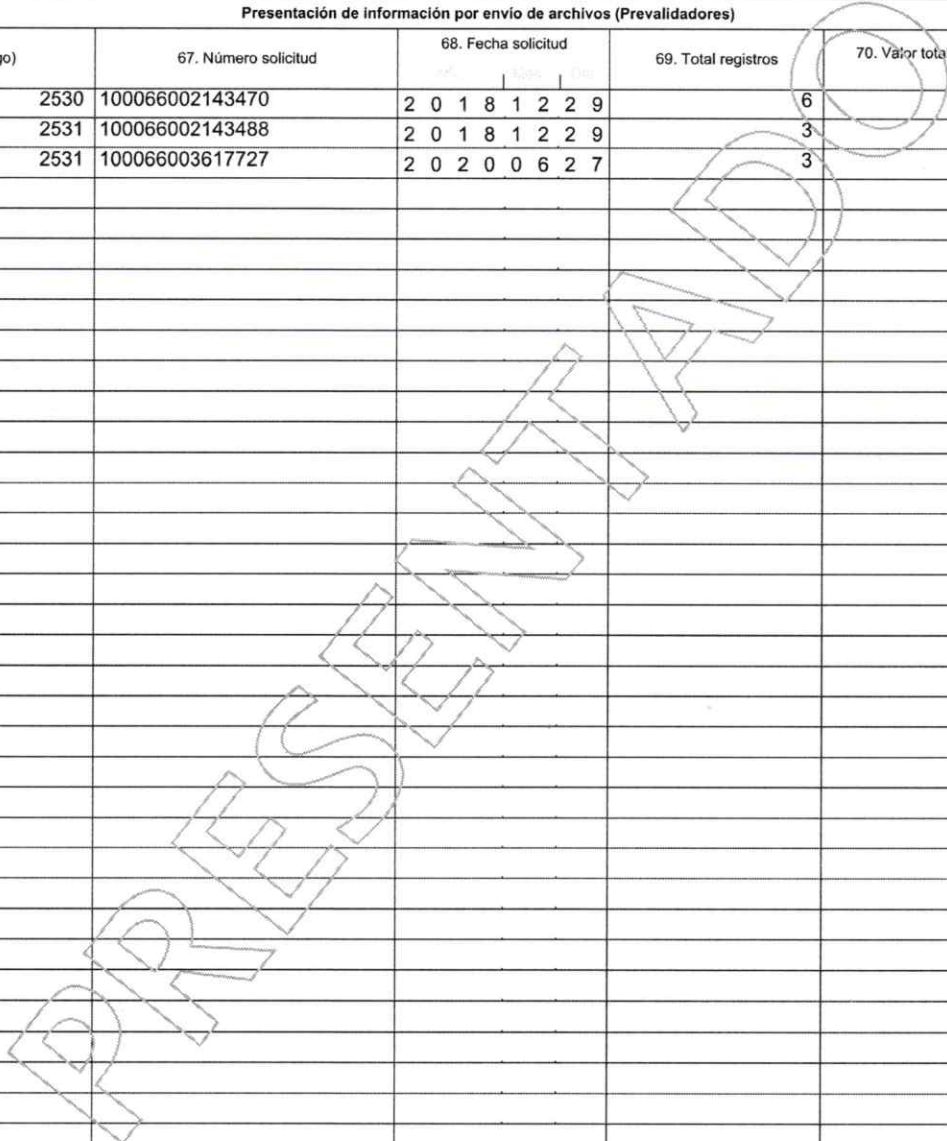 Presentación de información por envío de archivos (Prevalidadores)
go) 67. Número solicitud 68. Fecha solicitud 69. Total registros 70. Valor tota
2530 100066002143470 2 0 1 8 1 2 2 9 6
2531 100066002143488 2 0 1 8 1 2 2 9 3
2531 100066003617727 2 0 2 0 0 6 2 7 3
PRESENTADO